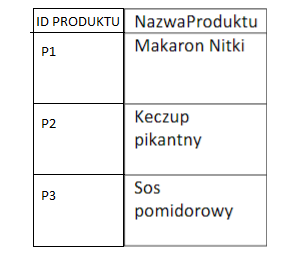 ID PRODUKTU NazwaProduktu
P1 Makaron Nitki
P2 Keczup
pikantny
P3 Sos
pomidorowy